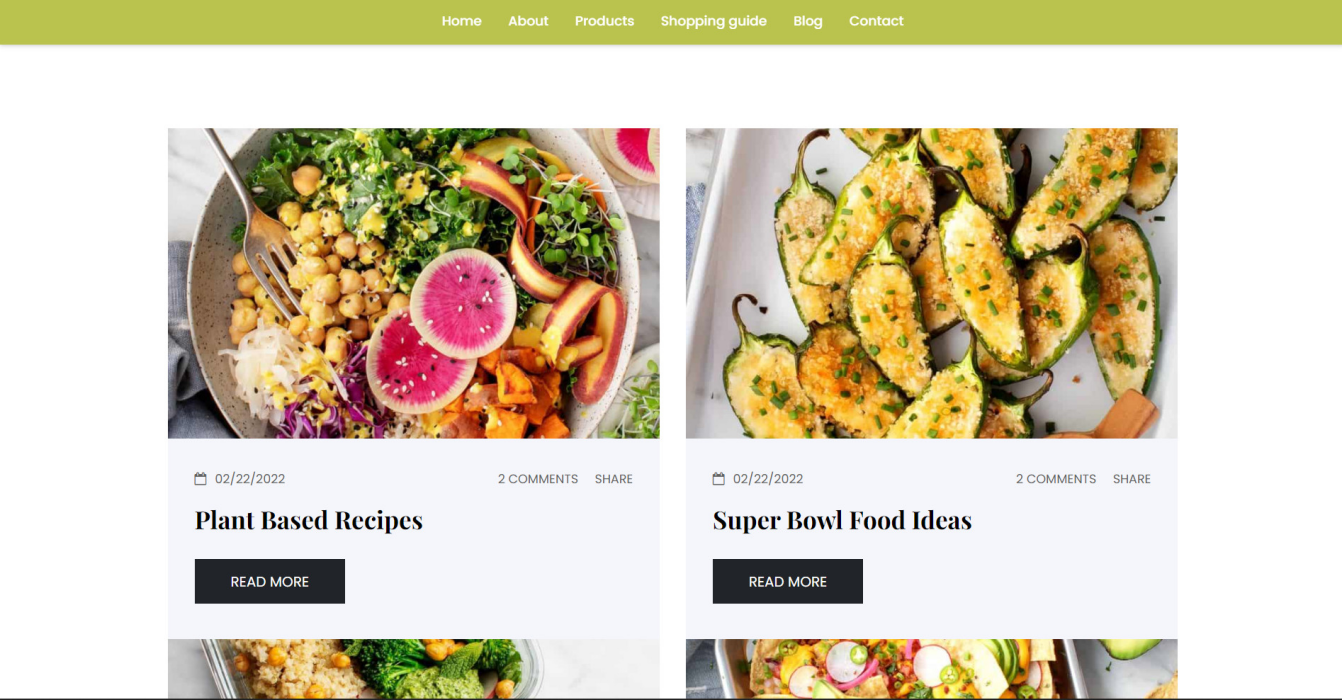 Home About Products Shopping guide Blog Contact
02/22/2022 2 COMMENTS SHARE
Plant Based Recipes
READ MORE
02/22/2022 2 COMMENTS SHARE
Super Bowl Food Ideas
READ MORE